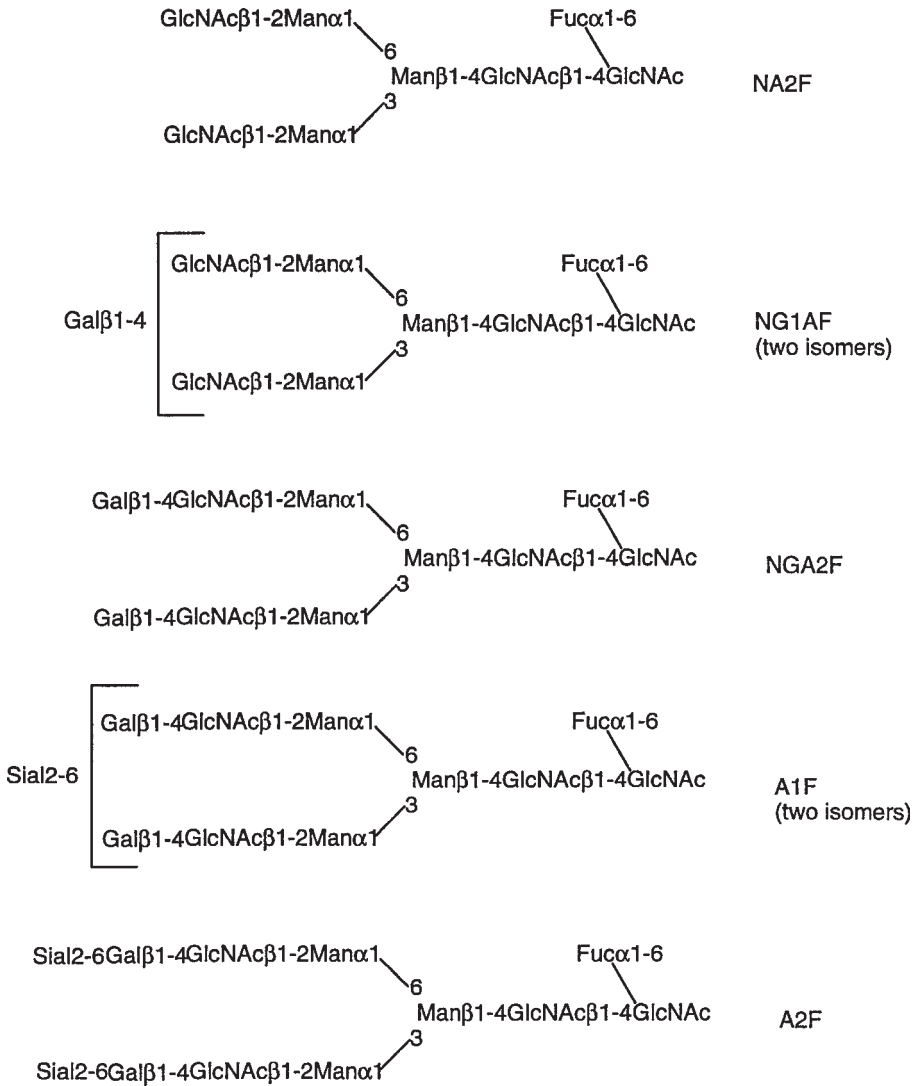 GlcNAcβ1-2Manα1 Fucα1-6
6
Manβ1-4GlcNAcβ1-4GlcNAc NA2F
3
GlcNAcβ1-2Manα1
GlcNAcβ1-2Manα1 Fucα1-6
6
Galβ1-4 Manβ1-4GlcNAcβ1-4GlcNAc NG1AF
3 (two isomers)
GlcNAcβ1-2Manα1
Galβ1-4GlcNAcβ1-2Manα1 Fucα1-6
6
Manβ1-4GlcNAcβ1-4GlcNAc NGA2F
3
Galβ1-4GlcNAcβ1-2Manα1
Galβ1-4GlcNAcβ1-2Manα1 Fucα1-6
6
Sial2-6 Manβ1-4GlcNAcβ1-4GlcNAc A1F
3 (two isomers)
Galβ1-4GlcNAcβ1-2Manα1
Sial2-6Galβ1-4GlcNAcβ1-2Manα1 Fucα1-6
6
Manβ1-4GlcNAcβ1-4GlcNAc A2F
3
Sial2-6Galβ1-4GlcNAcβ1-2Manα1